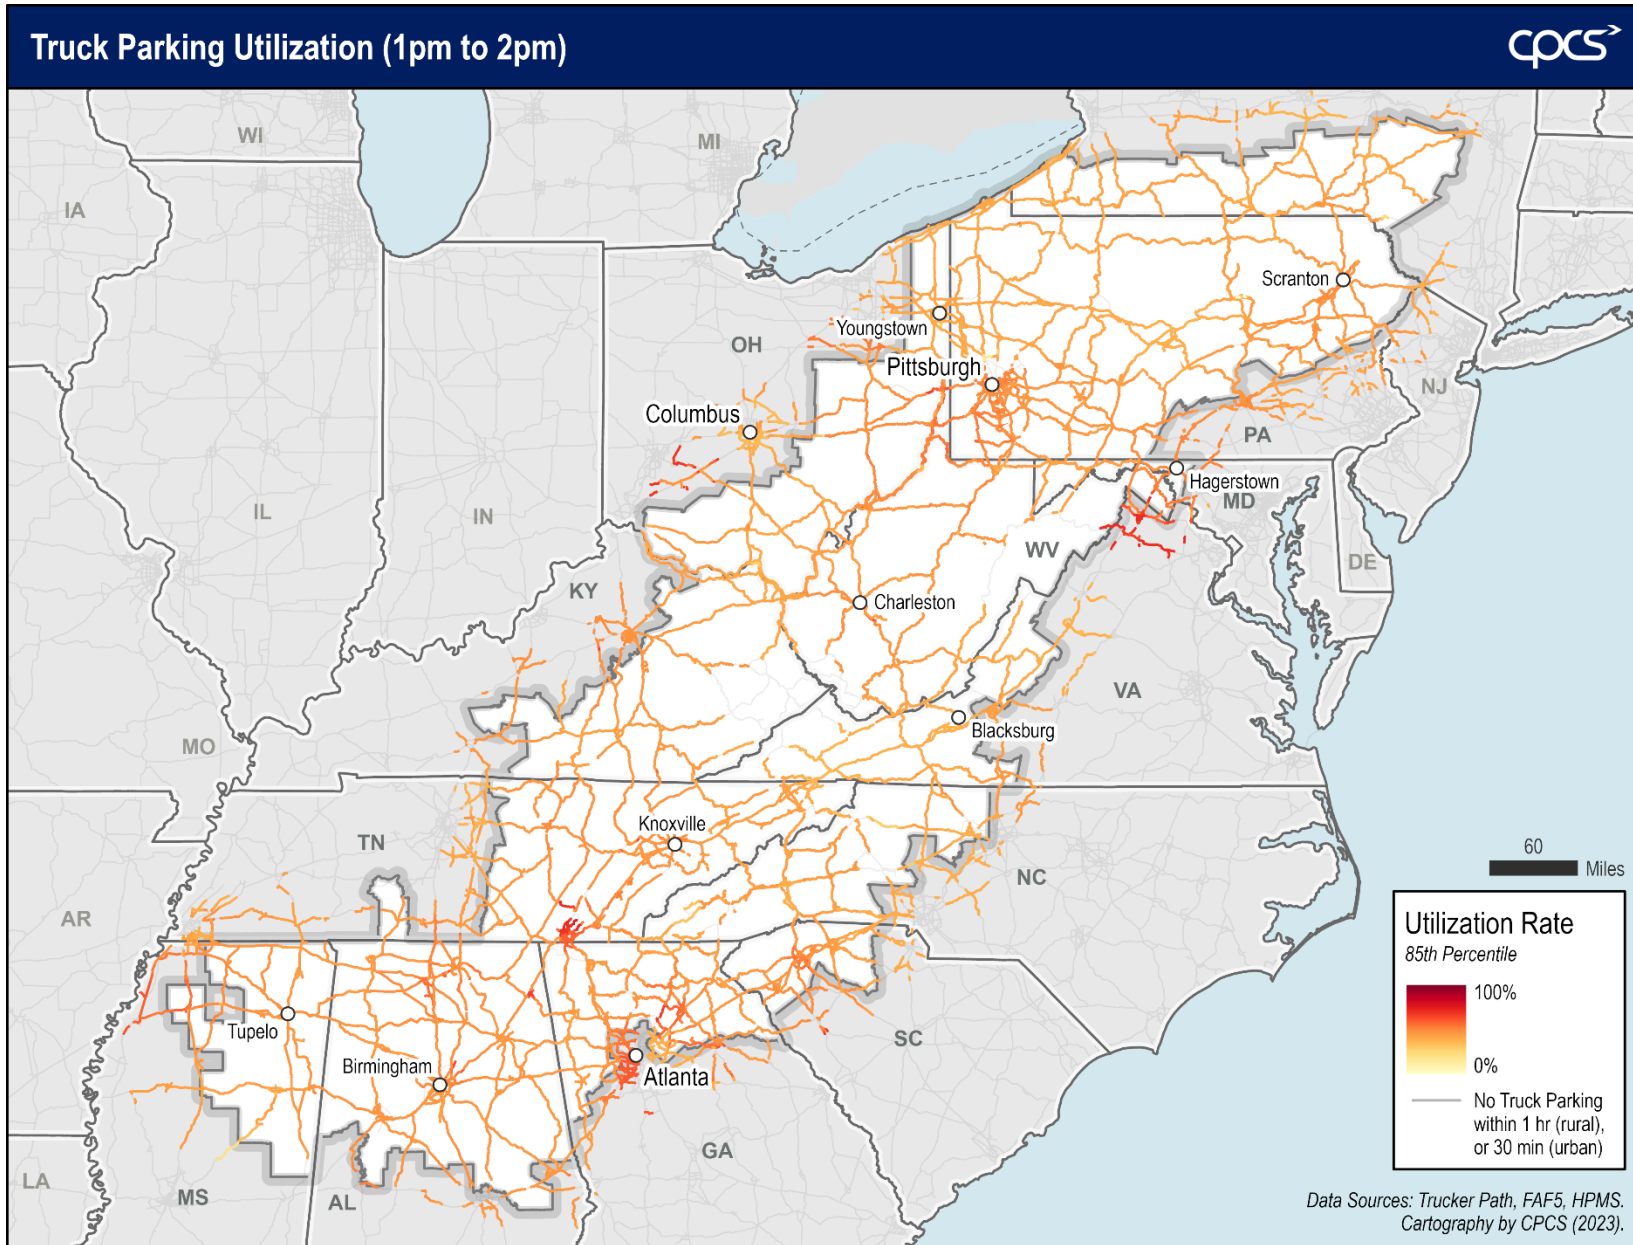 Truck Parking Utilization (1pm to 2pm)
cpcs
WI
MI
IA
Scranton
Youngstown
OH
Pittsburgh
NJ
Columbus
PA
Hagerstown
MD
IL
IN
WV
DE
KY
Charleston
VA
Blacksburg
MO
TN
Knoxville
NC
AR
60
Miles
Utilization Rate
85th Percentile
100%
0%
No Truck Parking
within 1 hr (rural),
or 30 min (urban)
Tupelo
SC
Birmingham
Atlanta
GA
LA
MS
AL
Data Sources: Trucker Path, FAF5, HPMS.
Cartography by CPCS (2023).